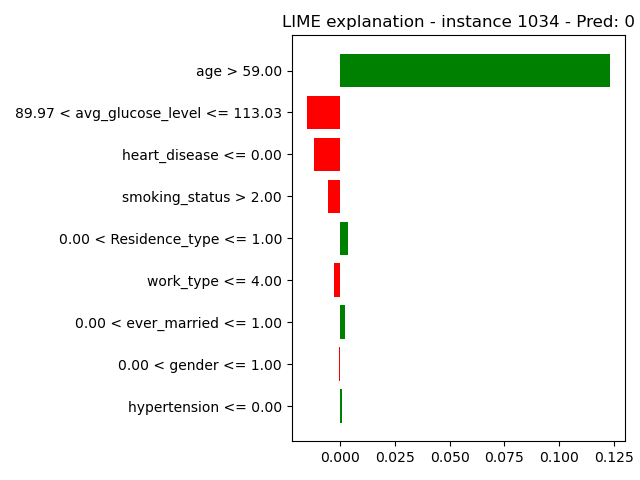 LIME explanation - instance 1034 - Pred: 0
age > 59.00
89.97 < avg_glucose_level <= 113.03
heart_disease <= 0.00
smoking_status > 2.00
0.00 < Residence_type <= 1.00
work_type <= 4.00
0.00 < ever_married <= 1.00
0.00 < gender <= 1.00
hypertension <= 0.00
0.000 0.025 0.050 0.075 0.100 0.125